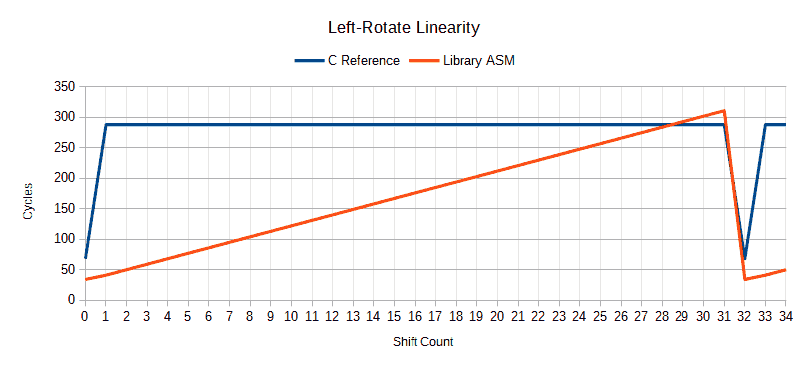 Left-Rotate Linearity
C Reference Library ASM
350
300
250
200
150
100
50
0
Cycles
0 1 2 3 4 5 6 7 8 9 10 11 12 13 14 15 16 17 18 19 20 21 22 23 24 25 26 27 28 29 30 31 32 33 34
Shift Count